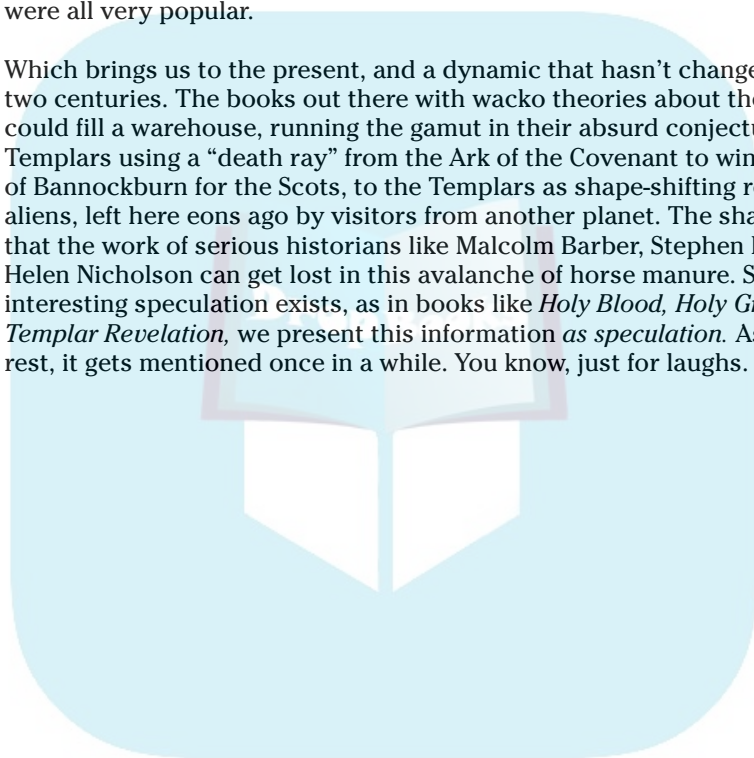 were all very popular.
Which brings us to the present, and a dynamic that hasn't change
two centuries. The books out there with wacko theories about the
could fill a warehouse, running the gamut in their absurd conjectu
Templars using a “death ray” from the Ark of the Covenant to win
of Bannockburn for the Scots, to the Templars as shape-shifting r
aliens, left here eons ago by visitors from another planet. The sha
that the work of serious historians like Malcolm Barber, Stephen
Helen Nicholson can get lost in this avalanche of horse manure. S
interesting speculation exists, as in books like Holy Blood, Holy G
Templar Revelation, we present this information as speculation. As
rest, it gets mentioned once in a while. You know, just for laughs.